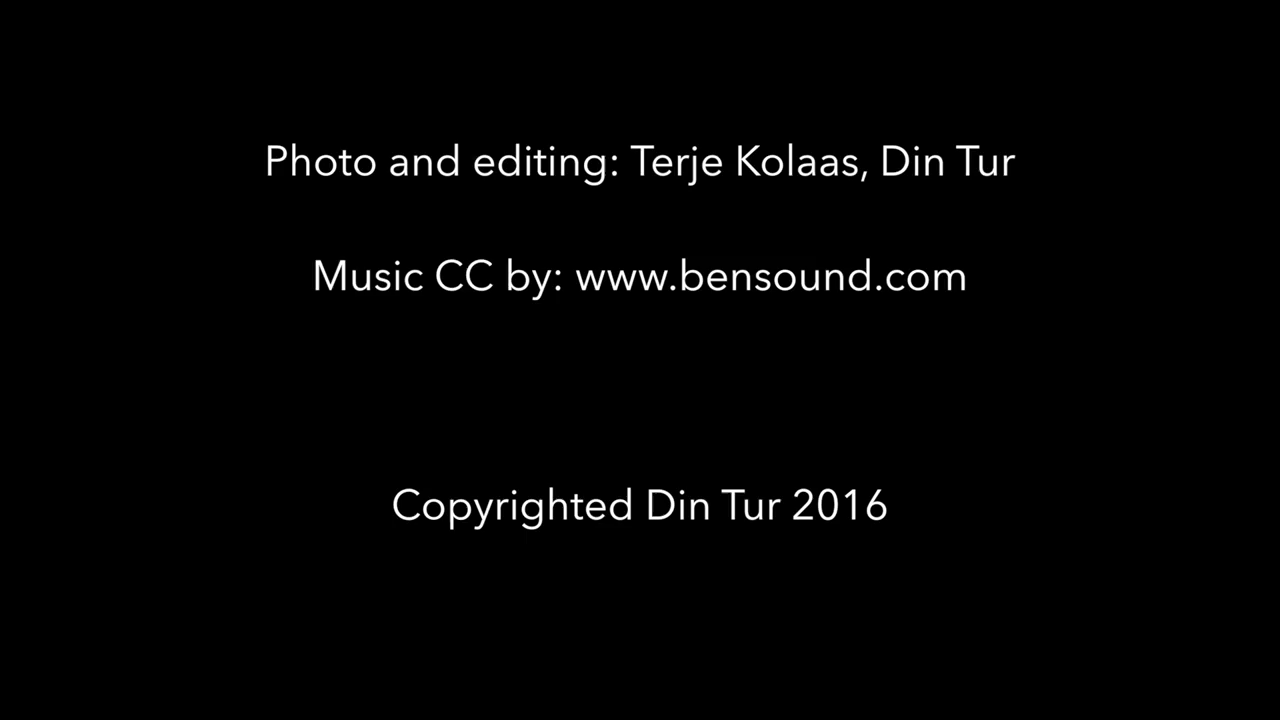 Photo and editing: Terje Kolaas, Din Tur
Music CC by: www.bensound.com
Copyrighted Din Tur 2016